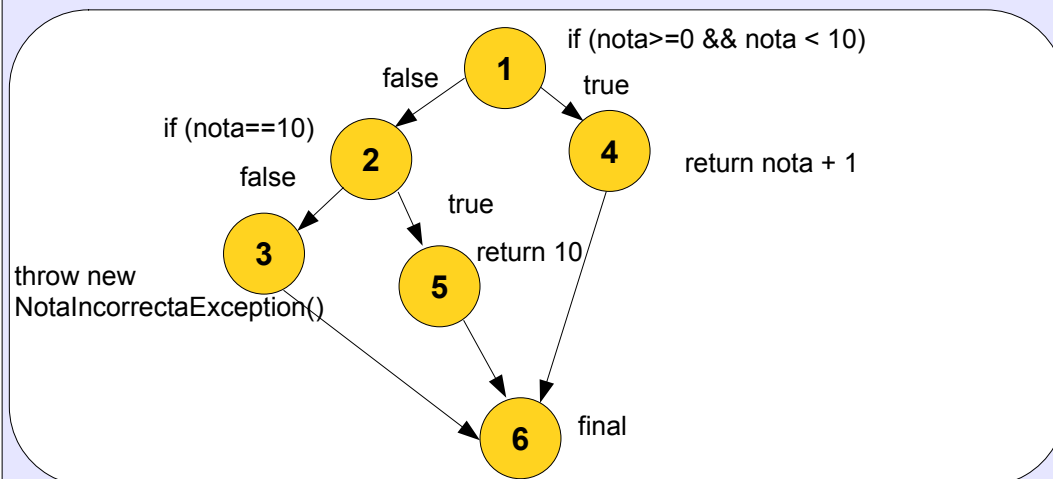 if (nota>=0 && nota < 10)
1
false
true
if (nota==10)
2
4
return nota + 1
false
true
3
return 10
5
throw new
NotaIncorrectaException()
6
final